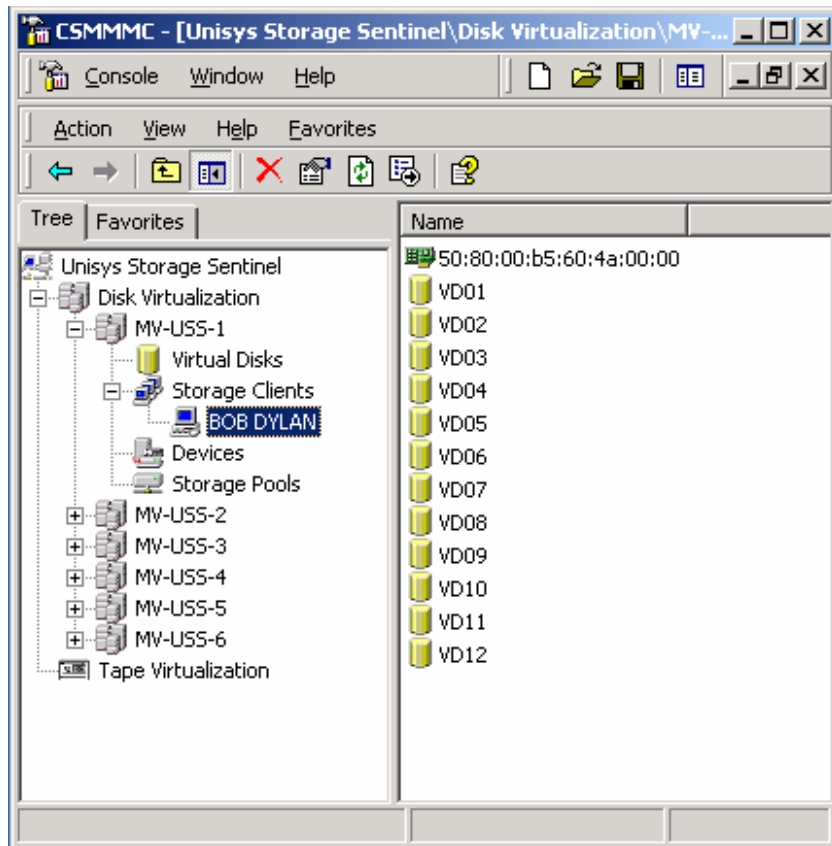 CSMMMC - [Unisys Storage Sentinel\Disk Virtualization\MV-...
Console Window Help
Action View Help Favorites
Tree Favorites
Name
Unisys Storage Sentinel
Disk Virtualization
MV-USS-1
Virtual Disks
Storage Clients
BOB DYLAN
Devices
Storage Pools
MV-USS-2
MV-USS-3
MV-USS-4
MV-USS-5
MV-USS-6
Tape Virtualization
50:80:00:b5:60:4a:00:00
VD01
VD02
VD03
VD04
VD05
VD06
VD07
VD08
VD09
VD10
VD11
VD12